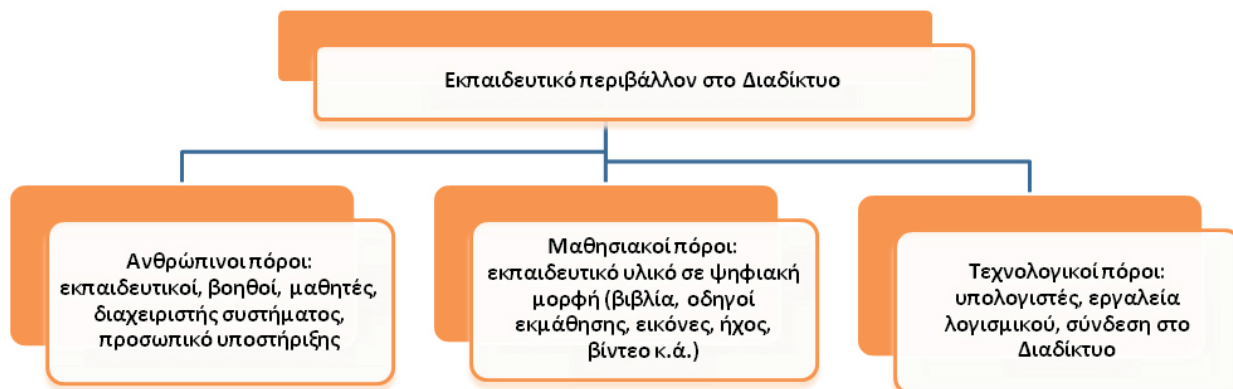 Εκπαιδευτικό περιβάλλον στο Διαδίκτυο
Ανθρώπινοι πόροι:
εκπαιδευτικοί, βοηθοί, μαθητές,
διαχειριστής συστήματος,
προσωπικό υποστήριξης
Μαθησιακοί πόροι:
εκπαιδευτικό υλικό σε ψηφιακή
μορφή (βιβλία, οδηγοί
εκμάθησης, εικόνες, ήχος,
βίντεο κ.ά.)
Τεχνολογικοί πόροι:
υπολογιστές, εργαλεία
λογισμικού, σύνδεση στο
Διαδίκτυο